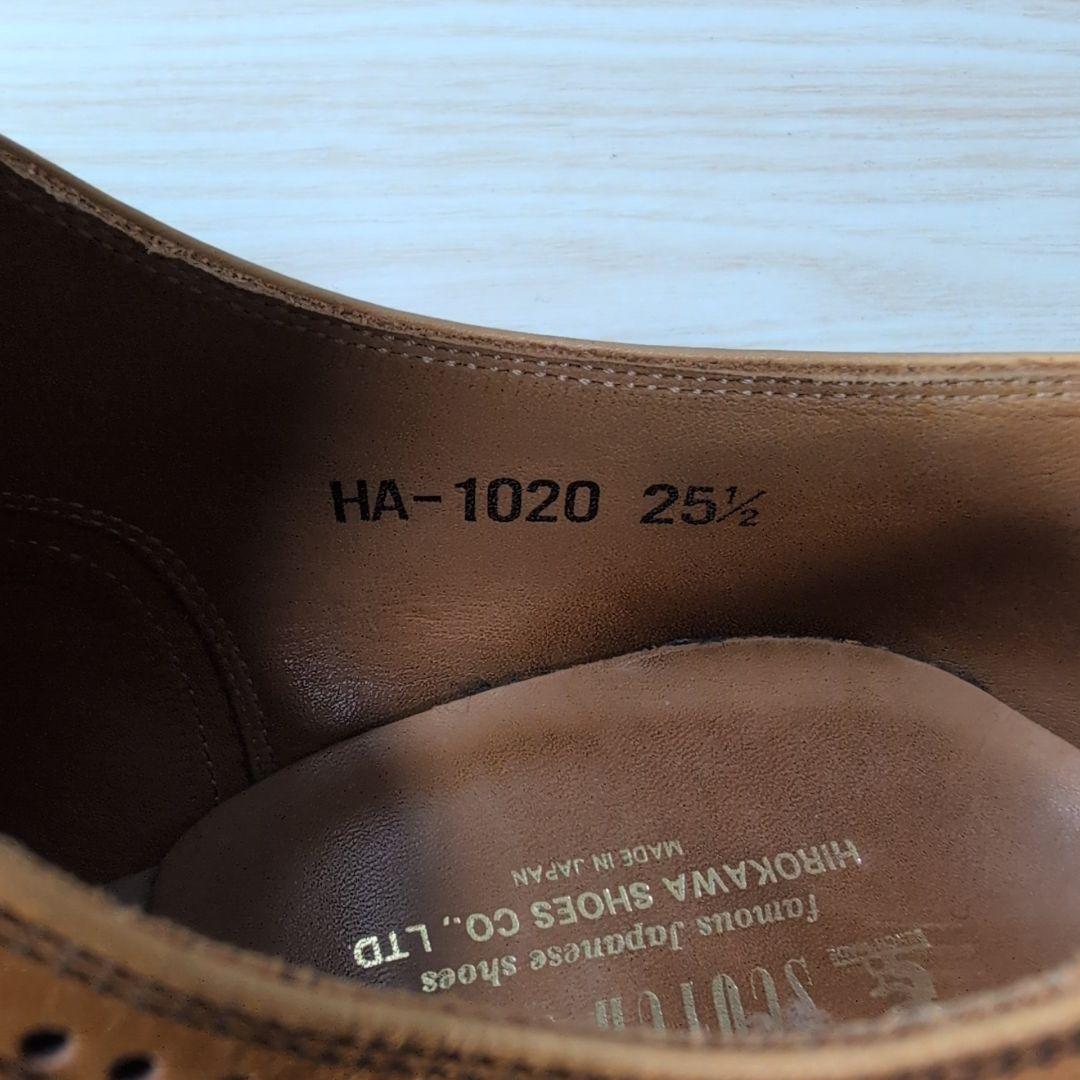 HA-1020 25½
famous Japanese shoes
HIROKAWA SHOES CO., LTD
MADE IN JAPAN